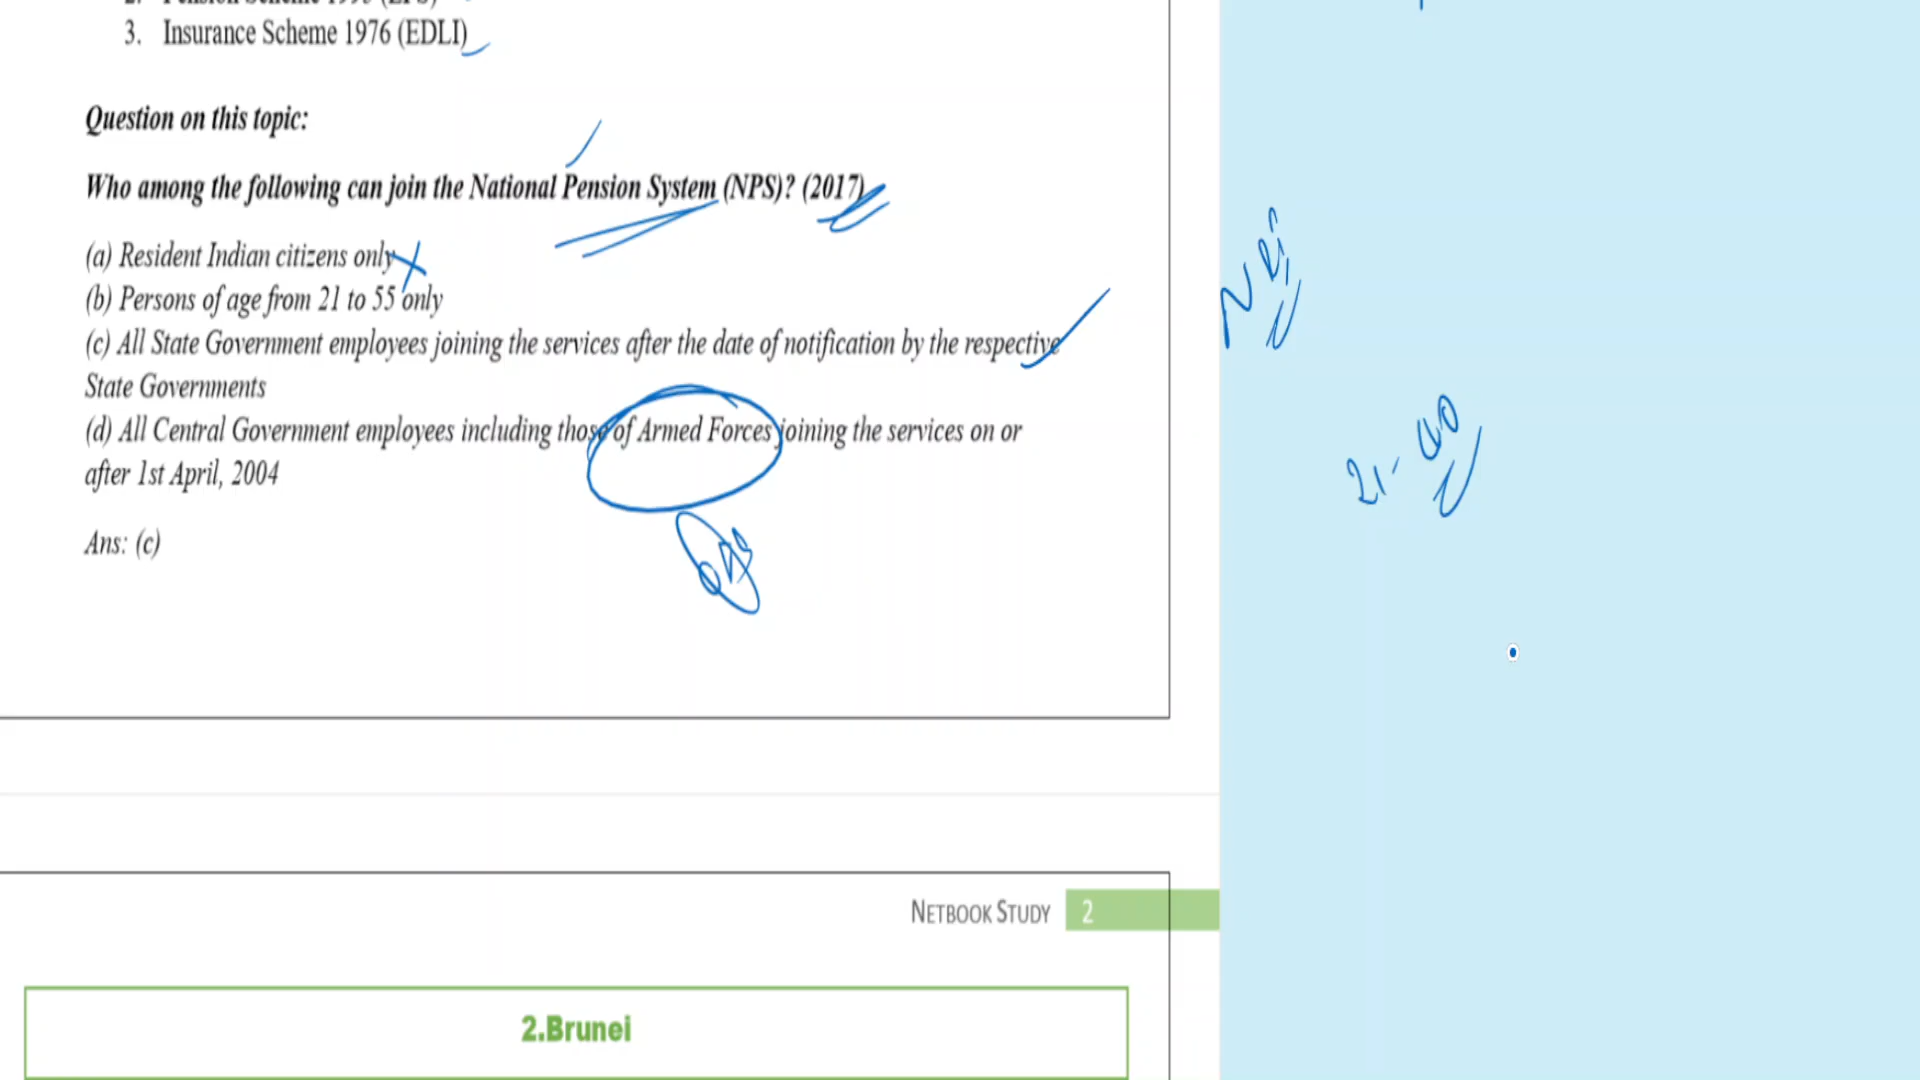 3. Insurance Scheme 1976 (EDLI)
Question on this topic:
Who among the following can join the National Pension System (NPS)? (2017)
(a) Resident Indian citizens only
(b) Persons of age from 21 to 55 only
(c) All State Government employees joining the services after the date of notification by the respective
State Governments
(d) All Central Government employees including those of Armed Forces joining the services on or
after 1st April, 2004
Ans: (c)
NRI
21-40
NETBOOK STUDY 2
2.Brunei